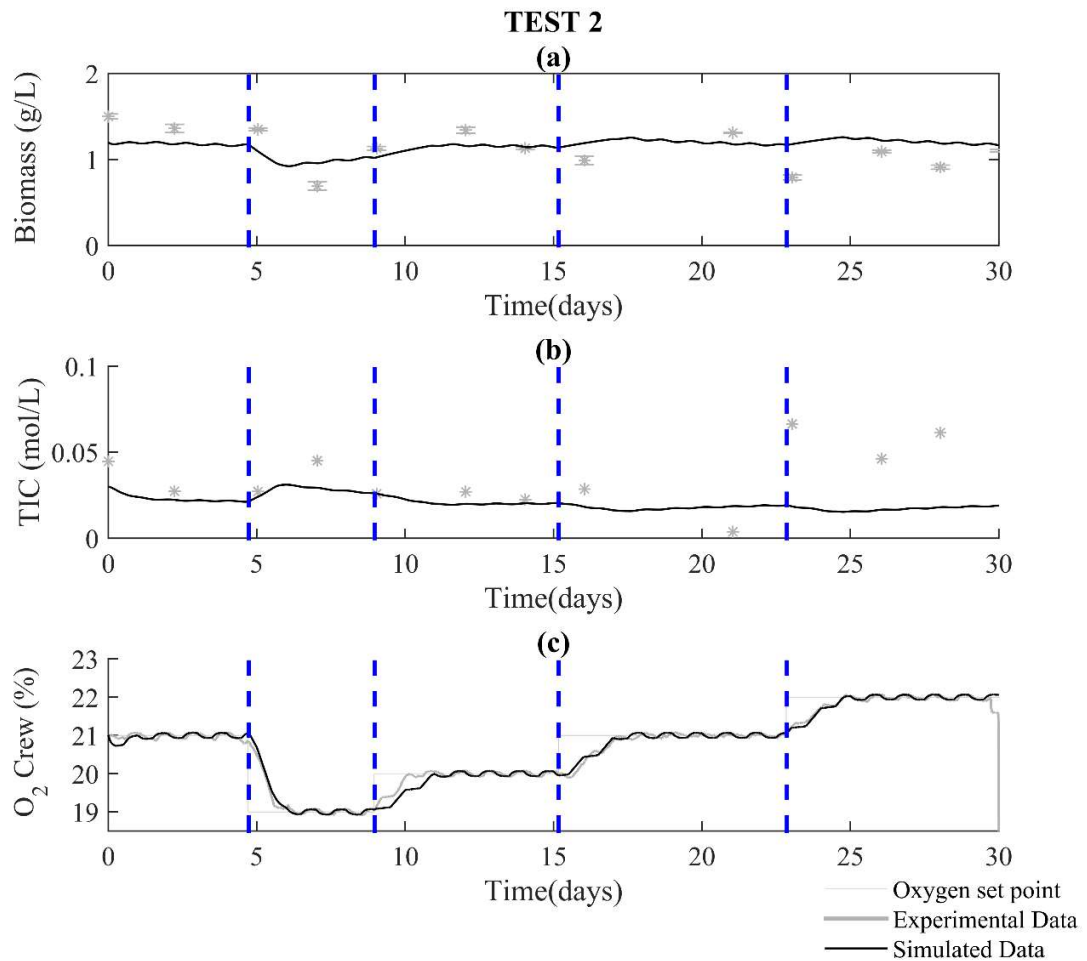 TEST 2
(a)
Biomass (g/L)
2
1
0
0 5 10 15 20 25 30
Time(days)
(b)
TIC (mol/L)
0.1
0.05
0
0 5 10 15 20 25 30
Time(days)
(c)
O2 Crew (%)
23
22
21
20
19
0 5 10 15 20 25 30
Time(days)
Oxygen set point
Experimental Data
Simulated Data